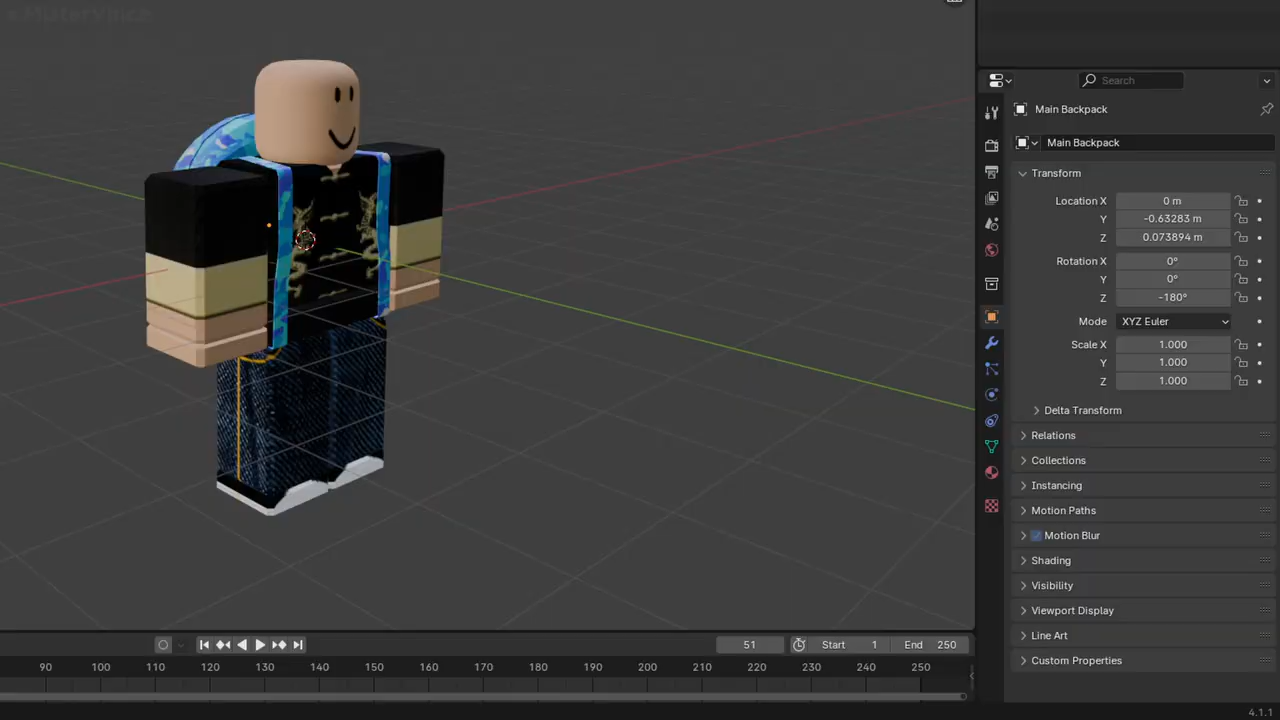 Search
Main Backpack
Main Backpack
Transform
Location X 0 m
Y -0.63283 m
Z 0.073894 m
Rotation X 0°
Y 0°
Z -180°
Mode XYZ Euler
Scale X 1.000
Y 1.000
Z 1.000
Delta Transform
Relations
Collections
Instancing
Motion Paths
Motion Blur
Shading
Visibility
Viewport Display
Line Art
Custom Properties
51 Start 1 End 250
90 100 110 120 130 140 150 160 170 180 190 200 210 220 230 240 250
4.1.1